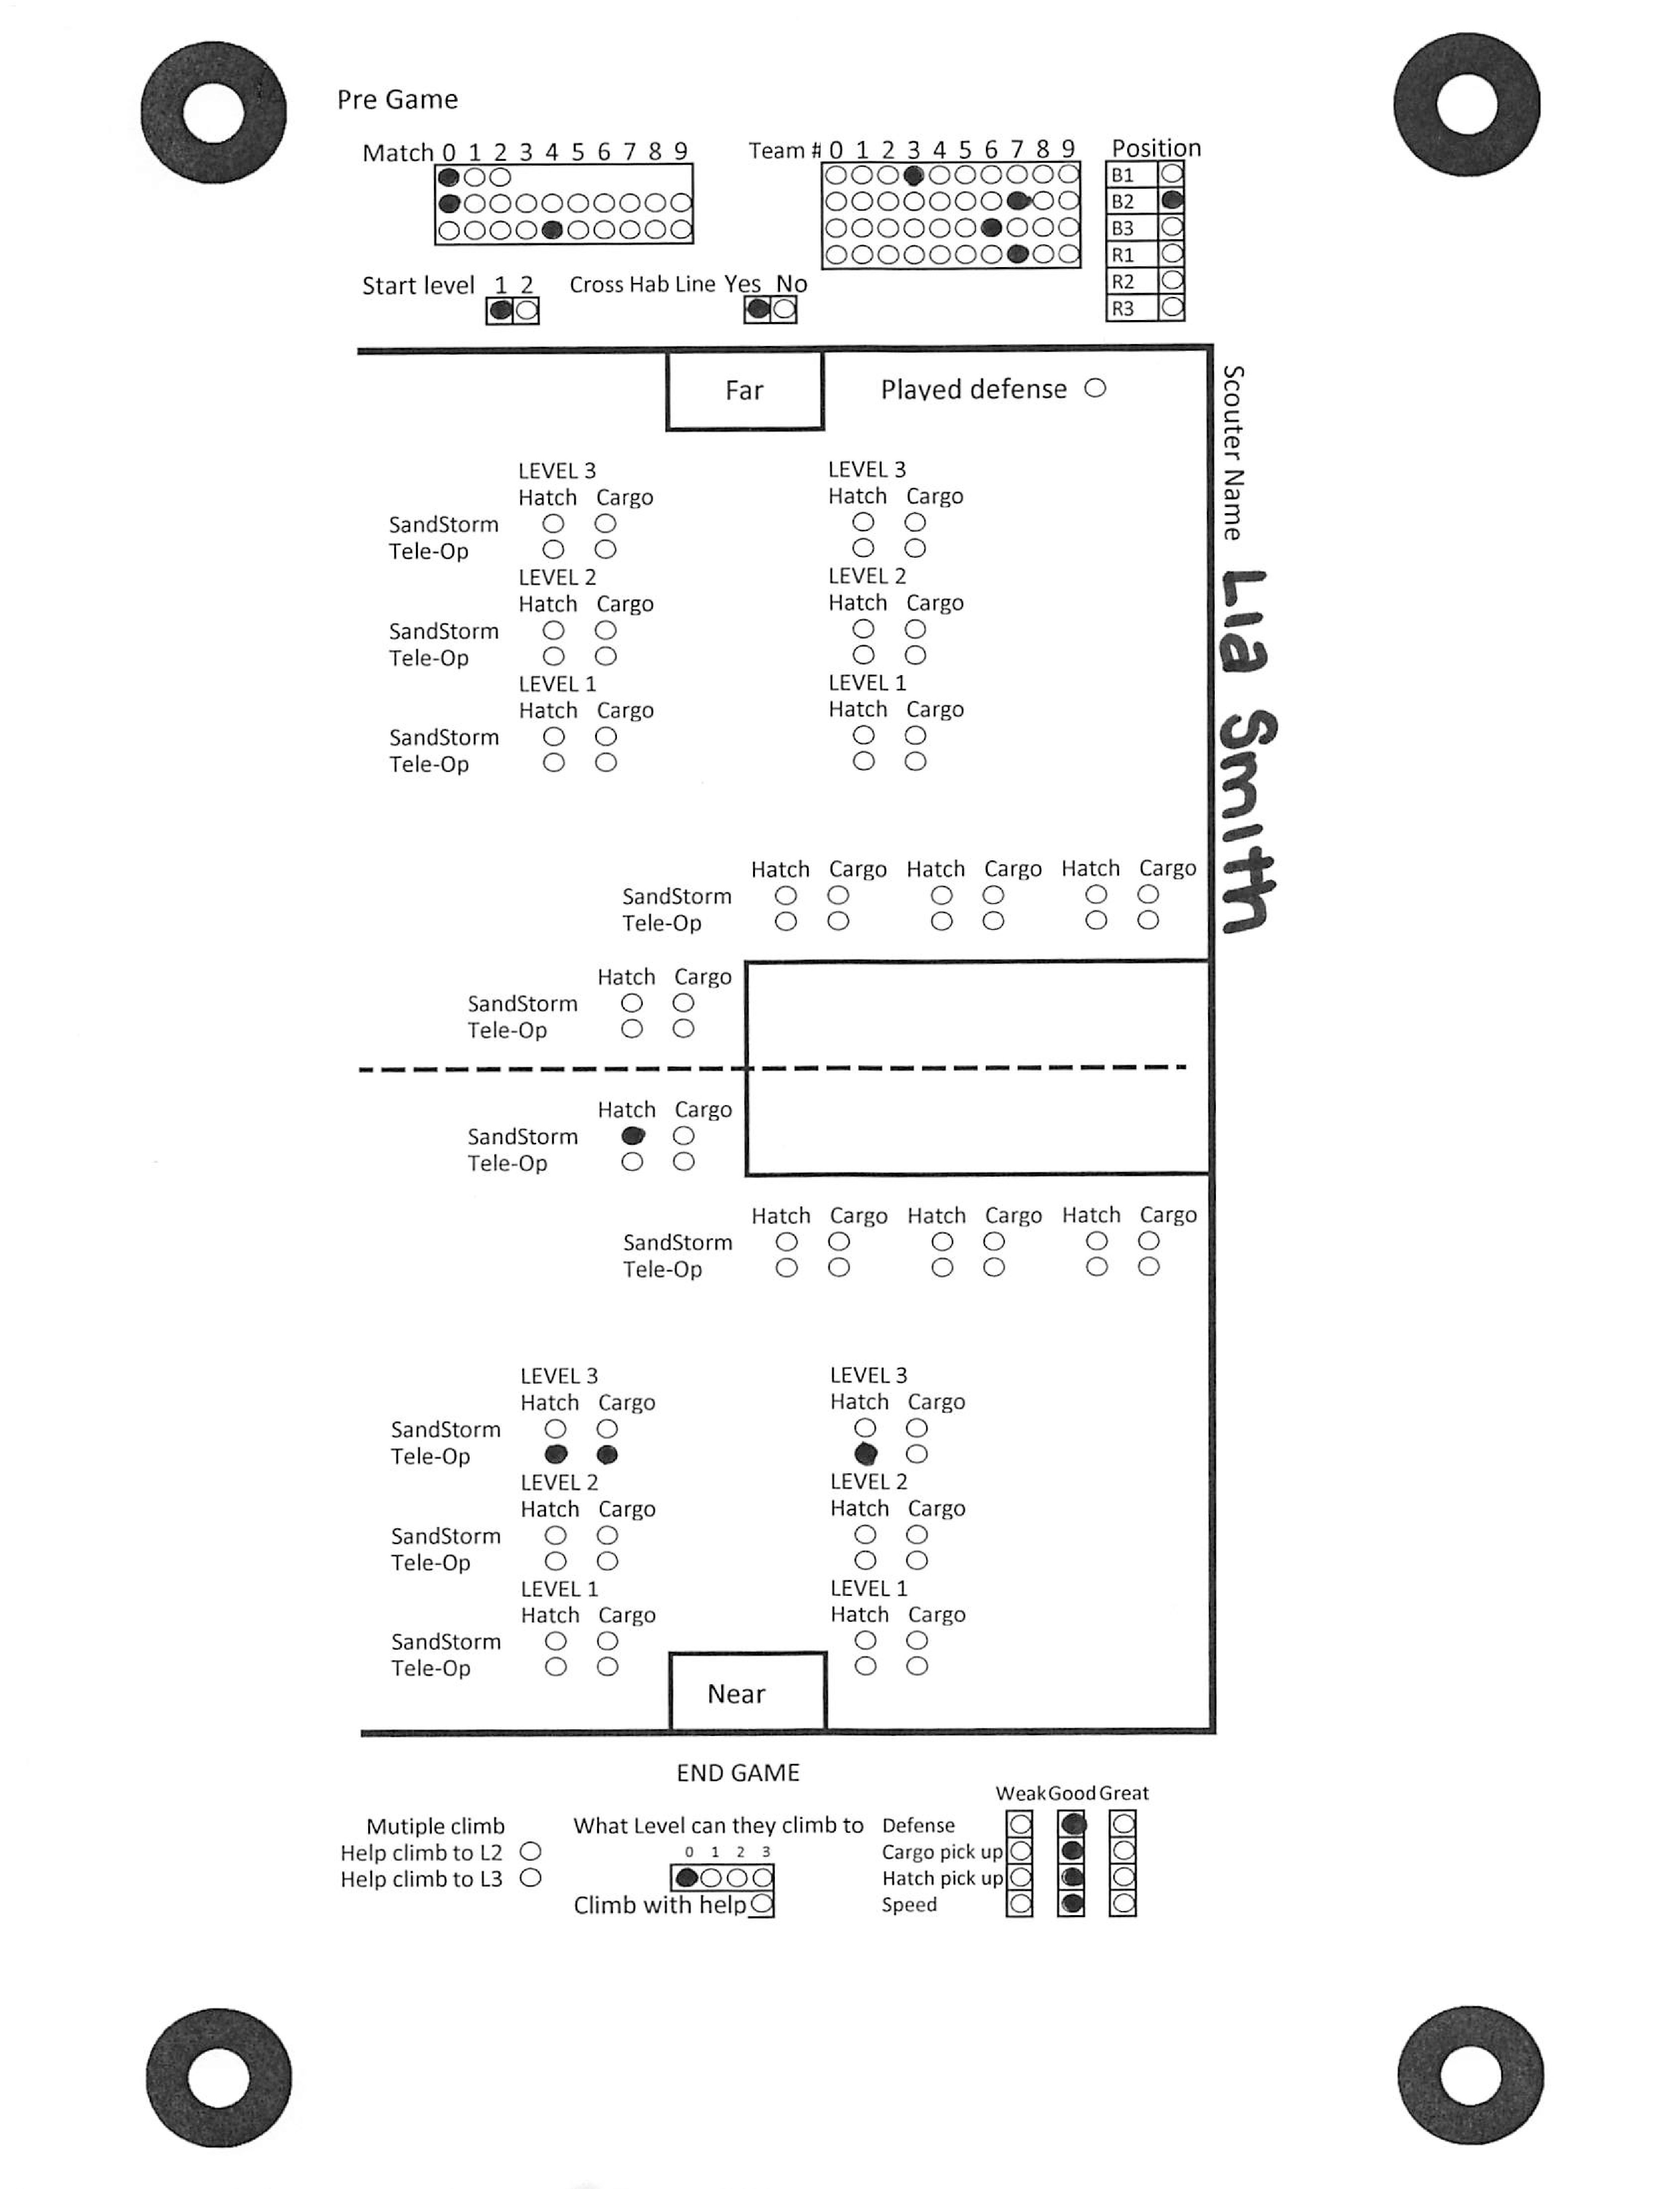 Pre Game
Match 0 1 2 3 4 5 6 7 8 9
Team # 0 1 2 3 4 5 6 7 8 9
Position
B1
B2
B3
R1
R2
R3
Start level 1 2
Cross Hab Line Yes No
Far
Played defense
Scouter Name Lia Smith
LEVEL 3 LEVEL 3
Hatch Cargo Hatch Cargo
SandStorm
Tele-Op
LEVEL 2 LEVEL 2
Hatch Cargo Hatch Cargo
SandStorm
Tele-Op
LEVEL 1 LEVEL 1
Hatch Cargo Hatch Cargo
SandStorm
Tele-Op
Hatch Cargo Hatch Cargo Hatch Cargo
SandStorm
Tele-Op
Hatch Cargo
SandStorm
Tele-Op
Hatch Cargo
SandStorm
Tele-Op
Hatch Cargo Hatch Cargo Hatch Cargo
SandStorm
Tele-Op
LEVEL 3 LEVEL 3
Hatch Cargo Hatch Cargo
SandStorm
Tele-Op
LEVEL 2 LEVEL 2
Hatch Cargo Hatch Cargo
SandStorm
Tele-Op
LEVEL 1 LEVEL 1
Hatch Cargo Hatch Cargo
SandStorm
Tele-Op
Near
END GAME
Mutiple climb
Help climb to L2
Help climb to L3
What Level can they climb to
0 1 2 3
Climb with help
Weak Good Great
Defense
Cargo pick up
Hatch pick up
Speed